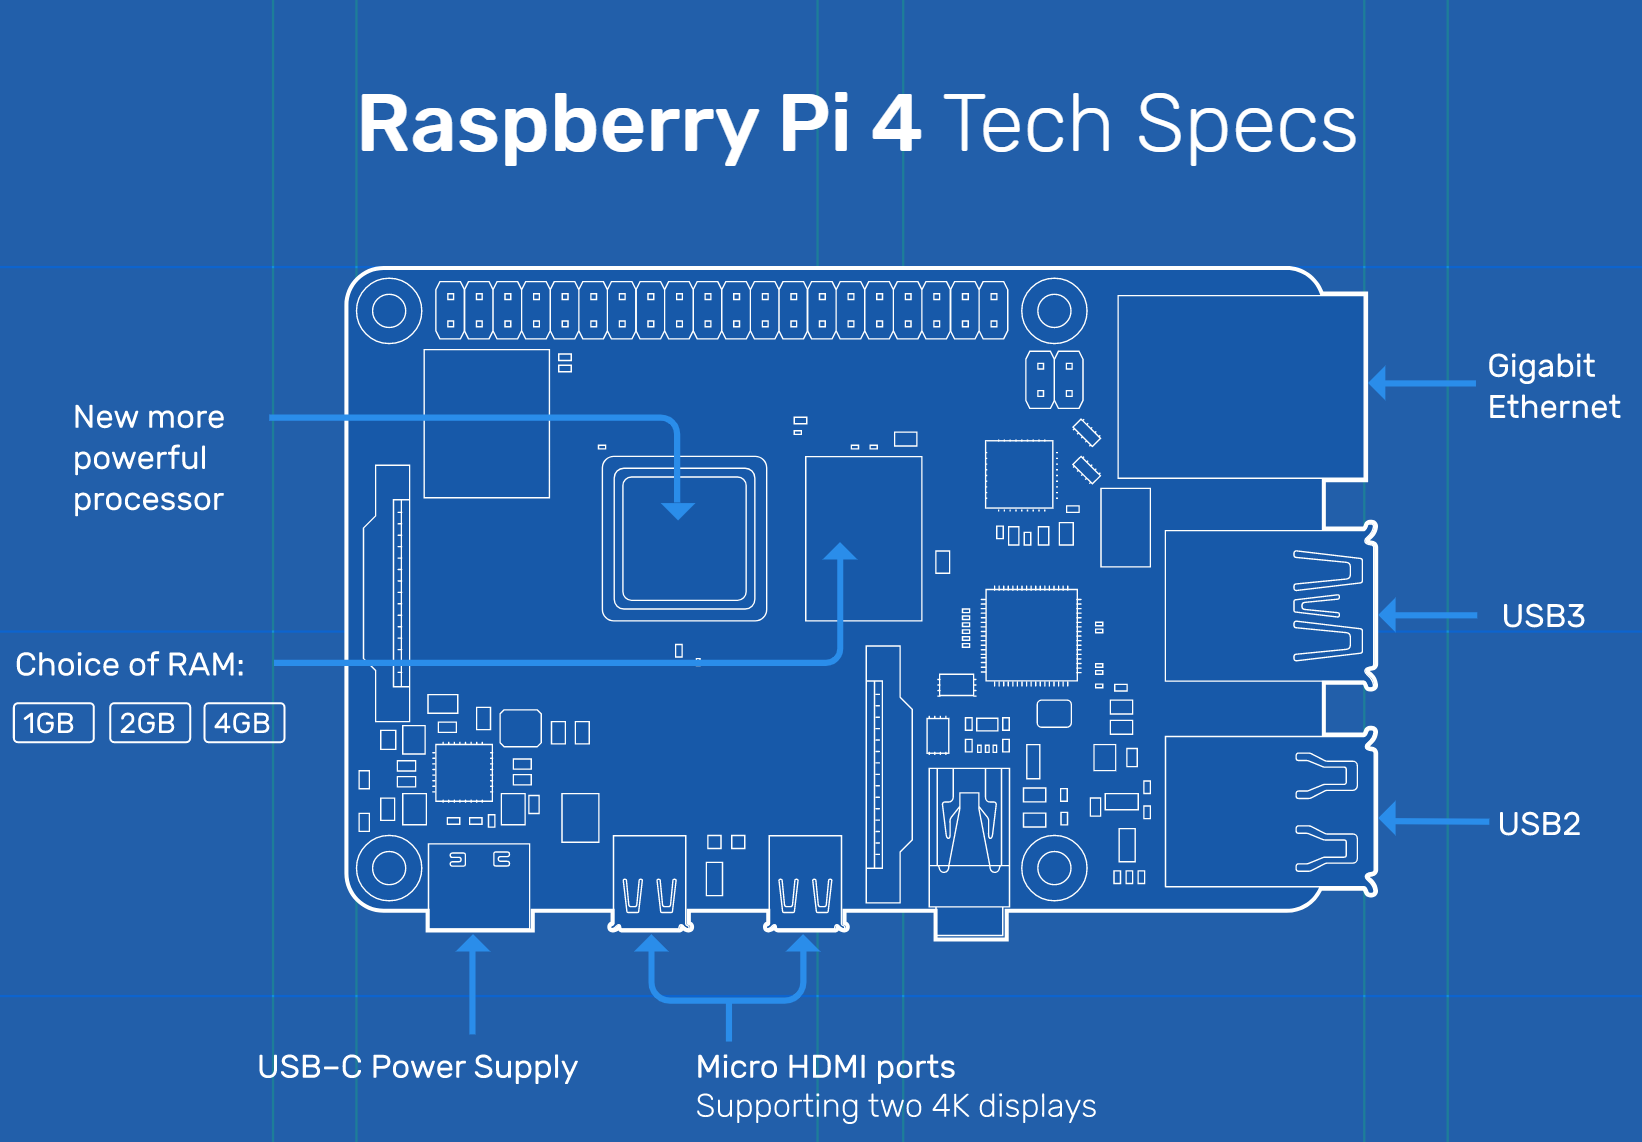 Raspberry Pi 4 Tech Specs
New more
powerful
processor
Gigabit
Ethernet
USB3
Choice of RAM:
1GB 2GB 4GB
USB2
USB-C Power Supply
Micro HDMI ports
Supporting two 4K displays